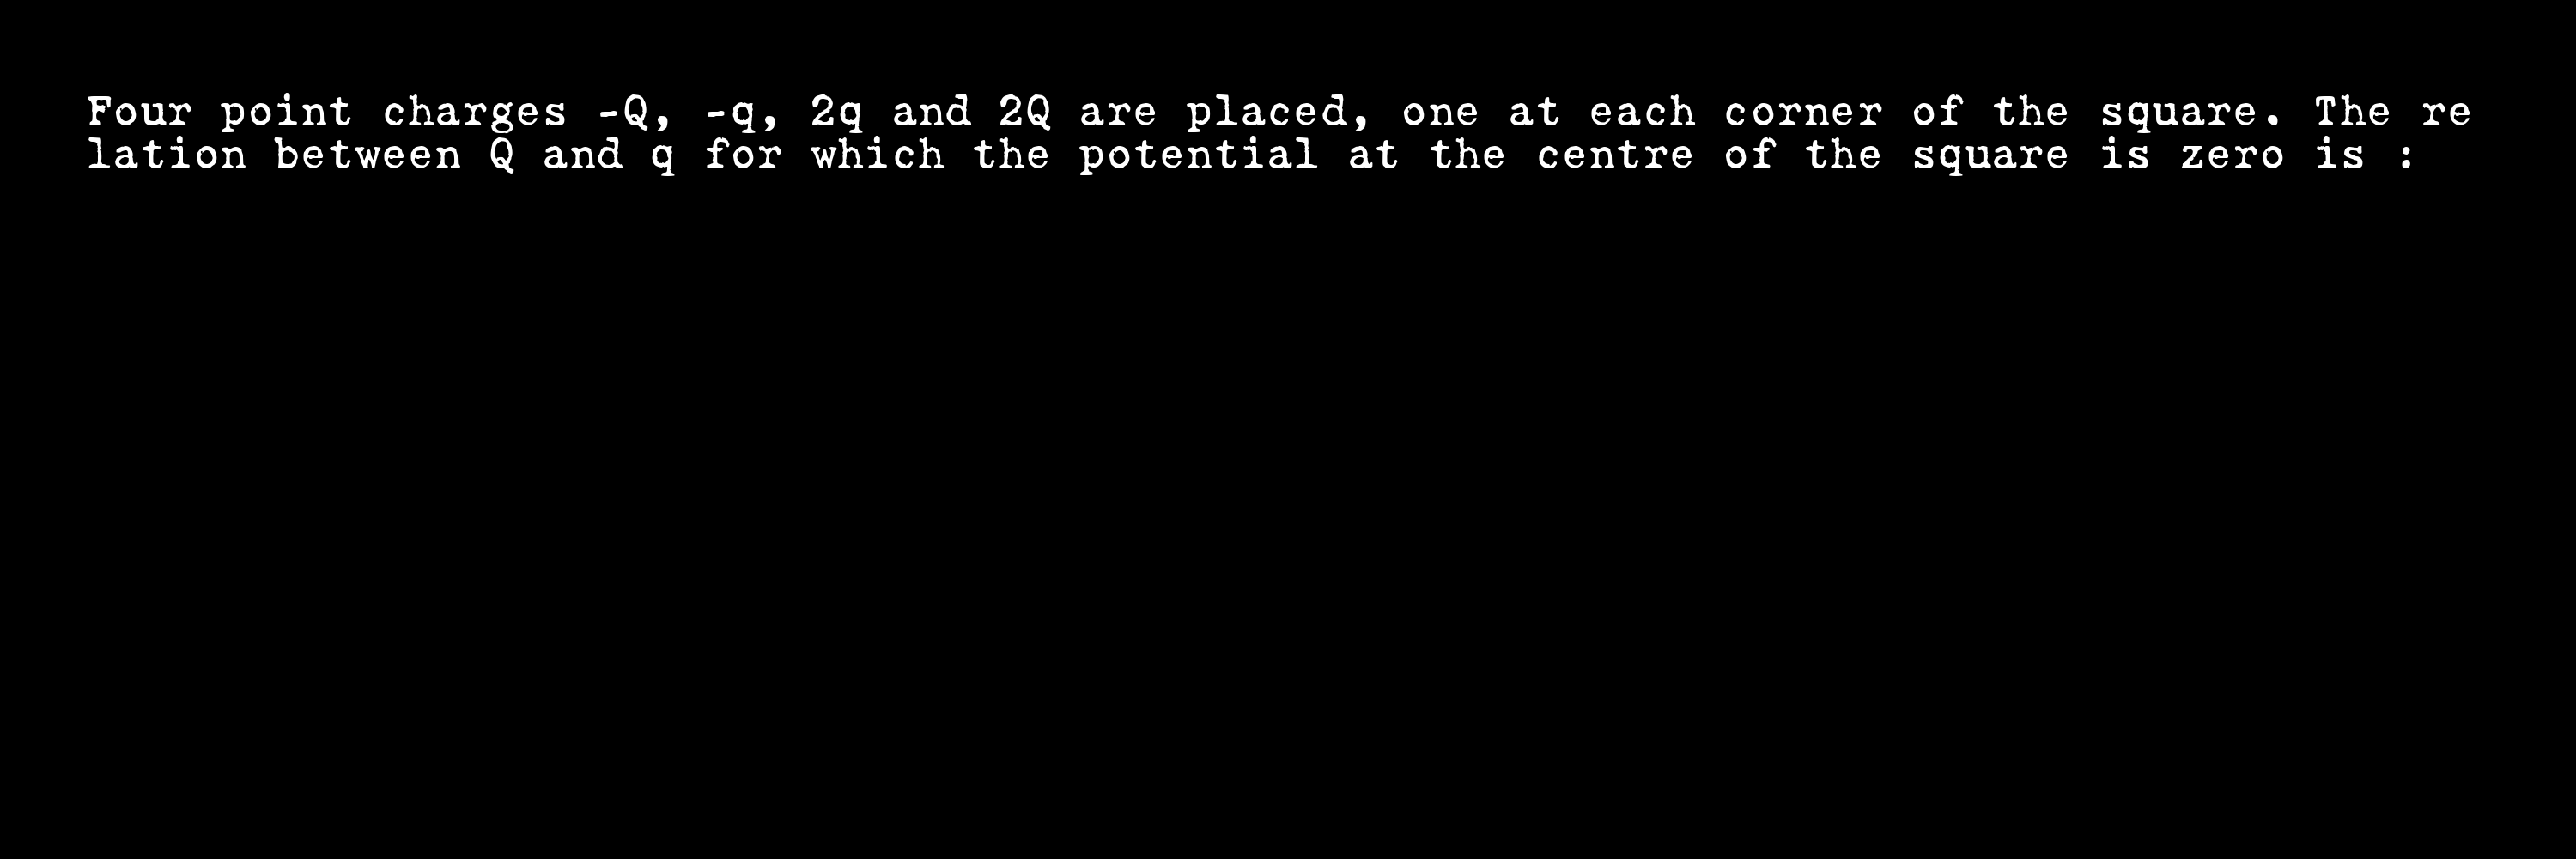 Four point charges -Q, -q, 2q and 2Q are placed, one at each corner of the square. The re
lation between Q and q for which the potential at the centre of the square is zero is :